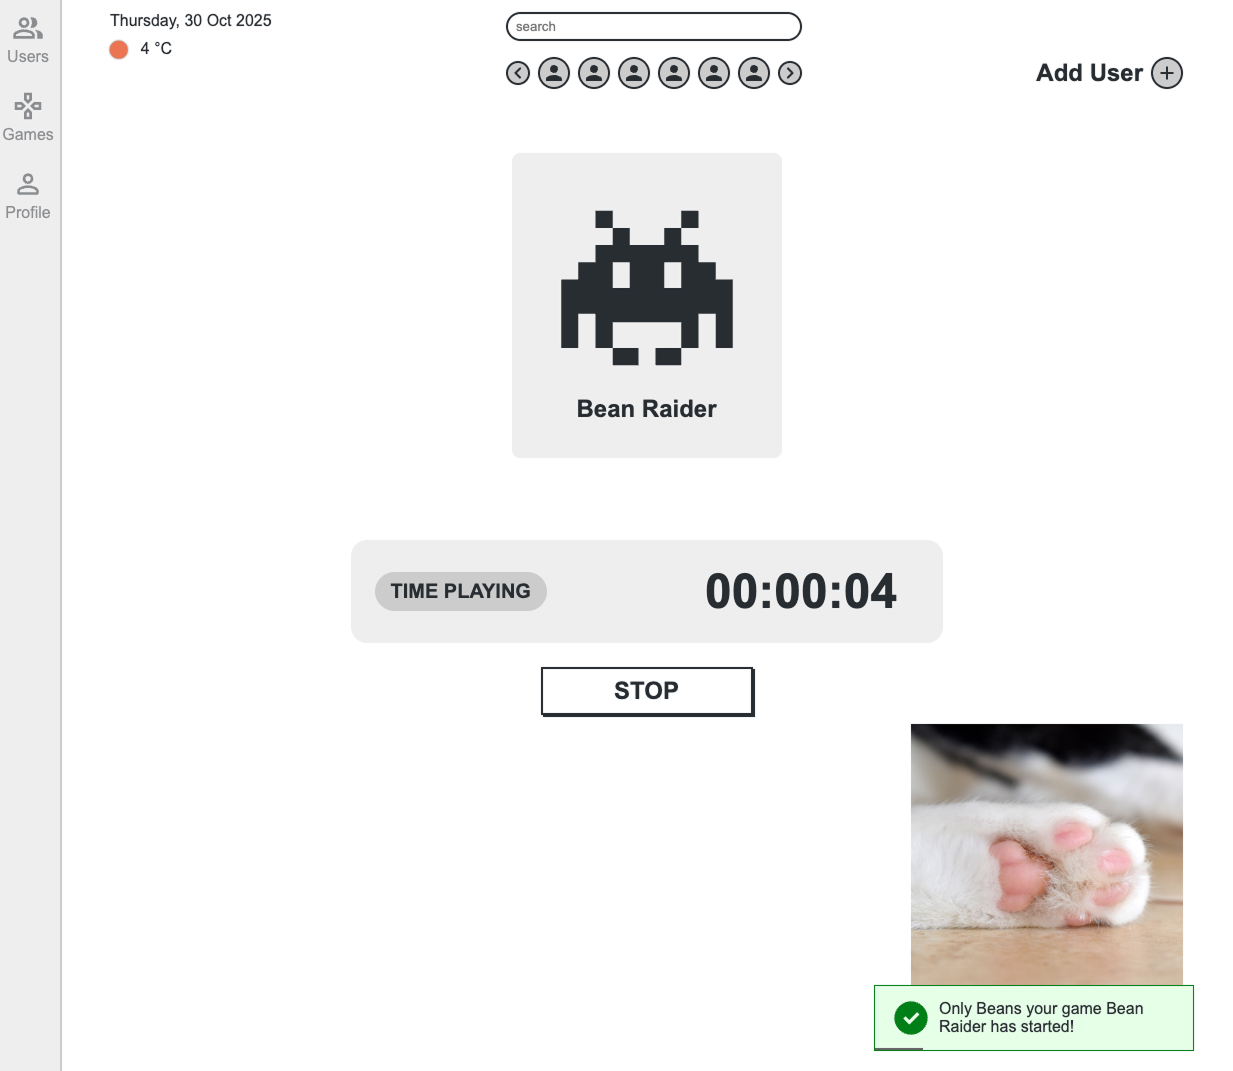 Thursday, 30 Oct 2025
4 °C
Users
Games
Profile
search
Add User
Bean Raider
TIME PLAYING
00:00:04
STOP
Only Beans your game Bean
Raider has started!